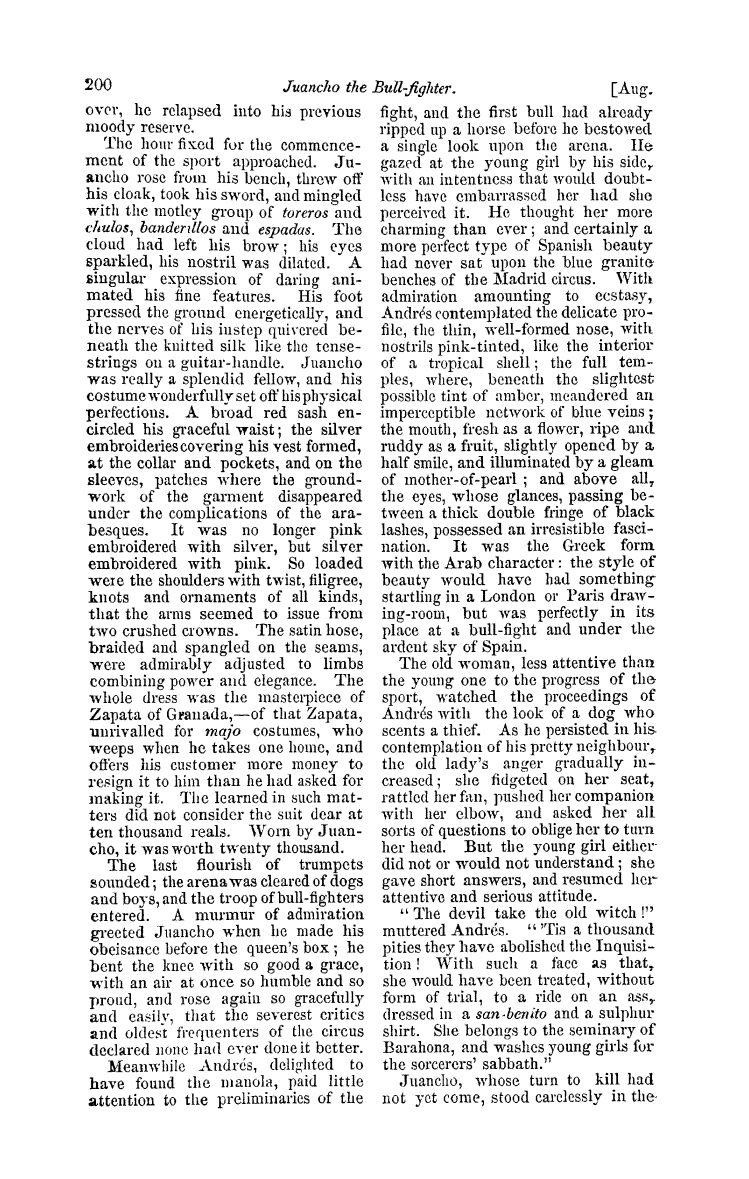 200
Juancho the Bull-fighter.
[Aug.
over, he relapsed into his previous
moody reserve.
The hour fixed for the commence-
ment of the sport approached. Ju-
ancho rose from his bench, threw off
his cloak, took his sword, and mingled
with the motley group of toreros and
chulos, banderillos and espadas. The
cloud had left his brow; his eyes
sparkled, his nostril was dilated. A
singular expression of daring ani-
mated his fine features. His foot
pressed the ground energetically, and
the nerves of his instep quivered be-
neath the knitted silk like the tense-
strings on a guitar-handle. Juancho
was really a splendid fellow, and his
costume wonderfully set off his physical
perfections. A broad red sash en-
circled his graceful waist; the silver
embroideries covering his vest formed,
at the collar and pockets, and on the
sleeves, patches where the ground-
work of the garment disappeared
under the complications of the ara-
besques. It was no longer pink
embroidered with silver, but silver
embroidered with pink. So loaded
were the shoulders with twist, filigree,
knots and ornaments of all kinds,
that the arms seemed to issue from
two crushed crowns. The satin hose,
braided and spangled on the seams,
were admirably adjusted to limbs
combining power and elegance. The
whole dress was the masterpiece of
Zapata of Granada,—of that Zapata,
unrivalled for majo costumes, who
weeps when he takes one home, and
offers his customer more money to
resign it to him than he had asked for
making it. The learned in such mat-
ters did not consider the suit dear at
ten thousand reals. Worn by Juan-
cho, it was worth twenty thousand.
The last flourish of trumpets
sounded; the arena was cleared of dogs
and boys, and the troop of bull-fighters
entered. A murmur of admiration
greeted Juancho when he made his
obeisance before the queen's box; he
bent the knee with so good a grace,
with an air at once so humble and so
proud, and rose again so gracefully
and easily, that the severest critics
and oldest frequenters of the circus
declared none had ever done it better.
Meanwhile Andrés, delighted to
have found the manola, paid little
attention to the preliminaries of the
fight, and the first bull had already
ripped up a horse before he bestowed
a single look upon the arena. He
gazed at the young girl by his side,
with an intentness that would doubt-
less have embarrassed her had she
perceived it. He thought her more
charming than ever; and certainly a
more perfect type of Spanish beauty
had never sat upon the blue granite
benches of the Madrid circus. With
admiration amounting to ecstasy,
Andrés contemplated the delicate pro-
file, the thin, well-formed nose, with
nostrils pink-tinted, like the interior
of a tropical shell; the full tem-
ples, where, beneath the slightest
possible tint of amber, meandered an
imperceptible network of blue veins;
the mouth, fresh as a flower, ripe and
ruddy as a fruit, slightly opened by a
half smile, and illuminated by a gleam
of mother-of-pearl; and above all,
the eyes, whose glances, passing be-
tween a thick double fringe of black
lashes, possessed an irresistible fasci-
nation. It was the Greek form
with the Arab character: the style of
beauty would have had something
startling in a London or Paris draw-
ing-room, but was perfectly in its
place at a bull-fight and under the
ardent sky of Spain.
The old woman, less attentive than
the young one to the progress of the
sport, watched the proceedings of
Andrés with the look of a dog who
scents a thief. As he persisted in his
contemplation of his pretty neighbour,
the old lady's anger gradually in-
creased; she fidgeted on her seat,
rattled her fan, pushed her companion
with her elbow, and asked her all
sorts of questions to oblige her to turn
her head. But the young girl either
did not or would not understand; she
gave short answers, and resumed her
attentive and serious attitude.
"The devil take the old witch!"
muttered Andrés. "'Tis a thousand
pities they have abolished the Inquisi-
tion! With such a face as that,
she would have been treated, without
form of trial, to a ride on an ass,
dressed in a san-benito and a sulphur
shirt. She belongs to the seminary of
Barahona, and washes young girls for
the sorcerers' sabbath."
Juancho, whose turn to kill had
not yet come, stood carelessly in the